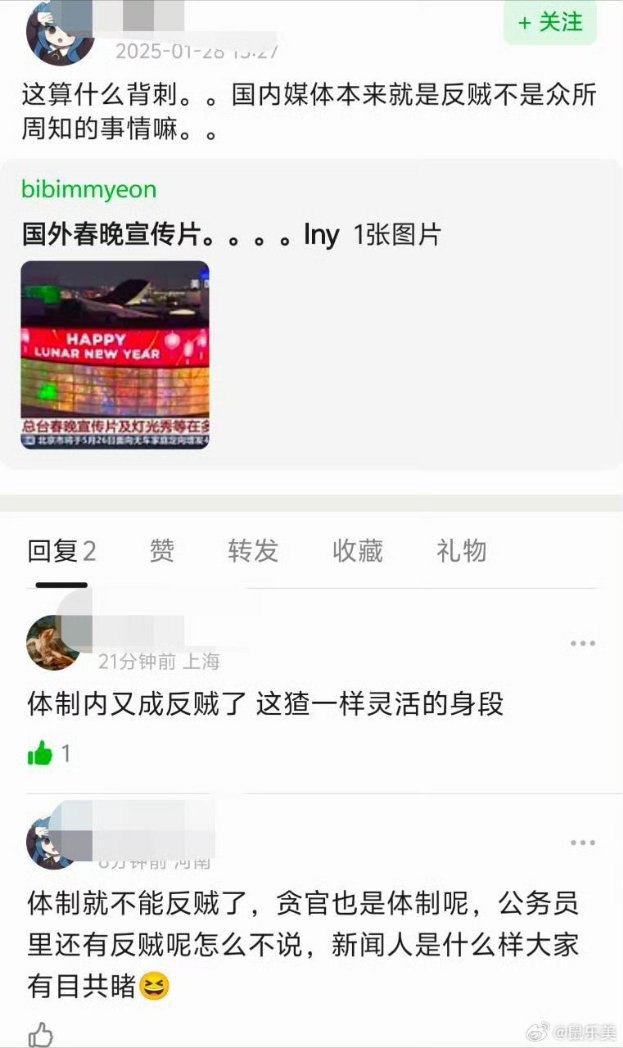 + 关注
2025-01-28 13:27
这算什么背刺。。国内媒体本来就是反贼不是众所
周知的事情嘛。。
bibimmyeon
国外春晚宣传片。。。。lny 1张图片
HAPPY
LUNAR NEW YEAR
总台春晚宣传片及灯光秀等在多
北京市将于5月26日面向无车家庭定向增发4
回复 2 赞 转发 收藏 礼物
21分钟前 上海
体制内又成反贼了 这猹一样灵活的身段
1
8分钟前 河南
体制就不能反贼了，贪官也是体制呢，公务员
里还有反贼呢怎么不说，新闻人是什么样大家
有目共睹😆